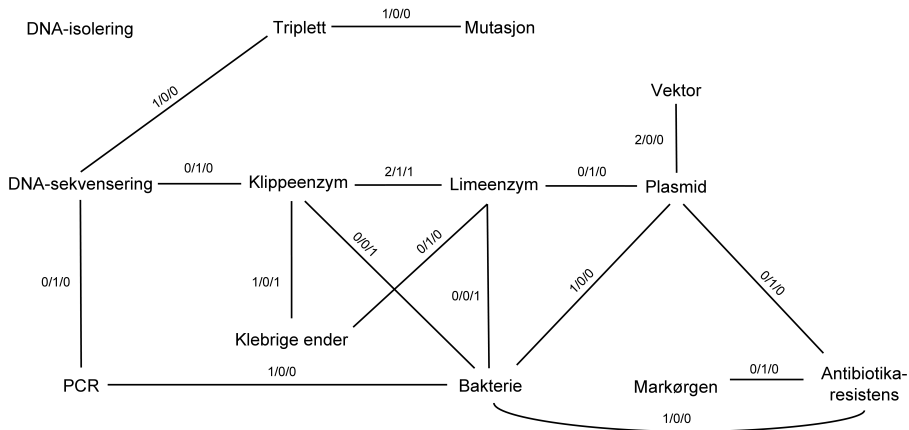 DNA-isolering
Triplett
1/0/0
Mutasjon
1/0/0
Vektor
2/0/0
DNA-sekvensering
0/1/0
Klippeenzym
2/1/1
Limeenzym
0/1/0
Plasmid
0/1/0
1/0/1
0/0/1
0/1/0
0/0/1
1/0/0
0/1/0
Klebrige ender
PCR
1/0/0
Bakterie
Markørgen
0/1/0
Antibiotika-
resistens
1/0/0